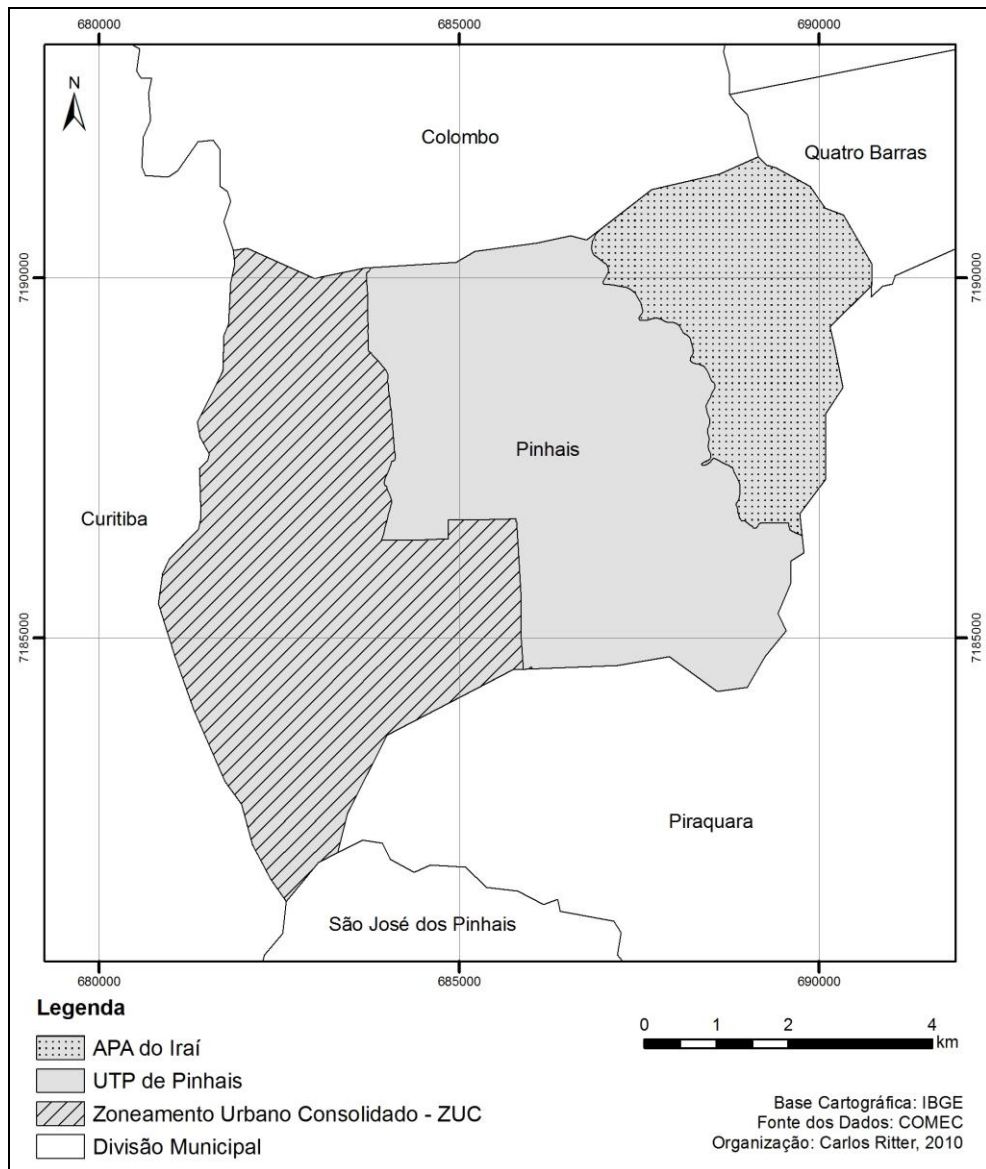 680000
685000
690000
N
Colombo
Quatro Barras
7190000
7190000
Pinhais
Curitiba
7185000
7185000
Piraquara
São José dos Pinhais
680000
685000
690000
Legenda
APA do Iraí
UTP de Pinhais
Zoneamento Urbano Consolidado - ZUC
Divisão Municipal
0 1 2 4
km
Base Cartográfica: IBGE
Fonte dos Dados: COMEC
Organização: Carlos Ritter, 2010